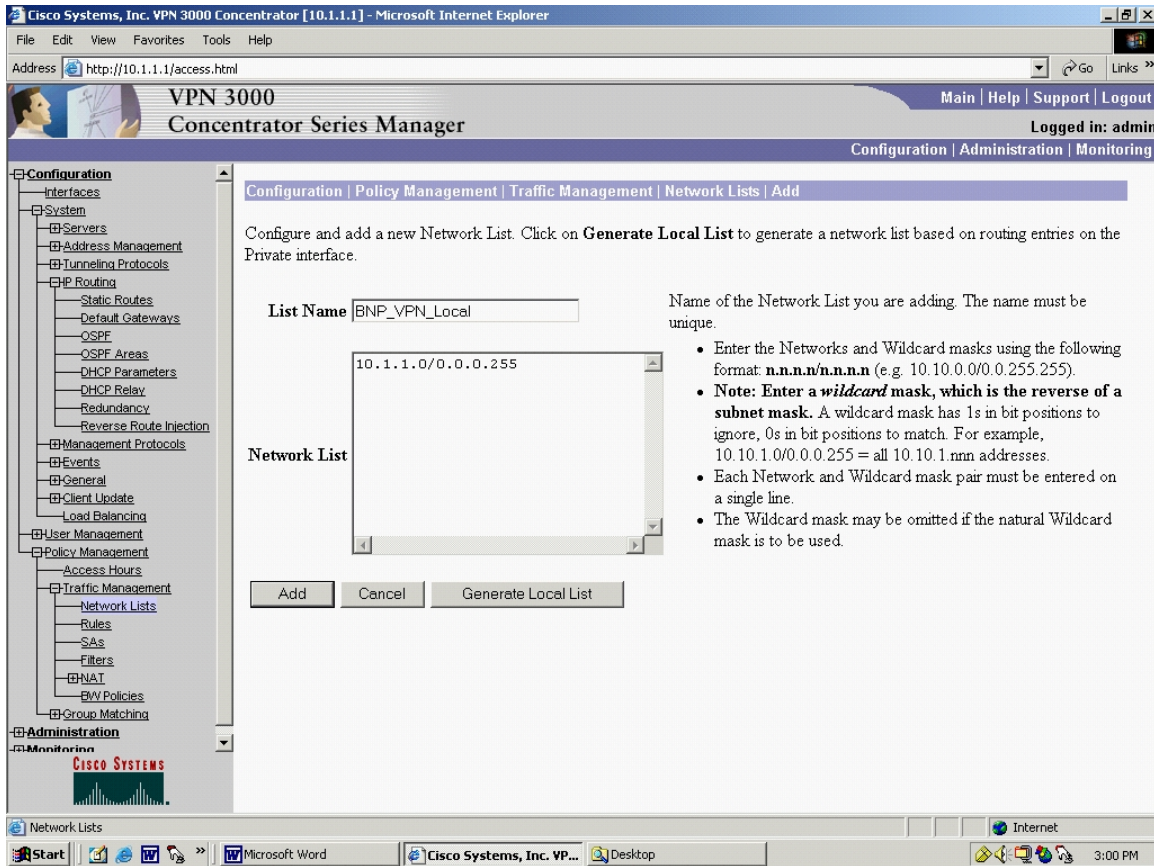 Cisco Systems, Inc. VPN 3000 Concentrator [10.1.1.1] - Microsoft Internet Explorer
File Edit View Favorites Tools Help
Address http://10.1.1.1/access.html Go Links »
VPN 3000
Concentrator Series Manager
Main | Help | Support | Logout
Logged in: admin
Configuration | Administration | Monitoring
Configuration
Interfaces
System
Servers
Address Management
Tunneling Protocols
IP Routing
Static Routes
Default Gateways
OSPF
OSPF Areas
DHCP Parameters
DHCP Relay
Redundancy
Reverse Route Injection
Management Protocols
Events
General
Client Update
Load Balancing
User Management
Policy Management
Access Hours
Traffic Management
Network Lists
Rules
SAs
Filters
NAT
BW Policies
Group Matching
Administration
Monitoring
CISCO SYSTEMS
Configuration | Policy Management | Traffic Management | Network Lists | Add
Configure and add a new Network List. Click on Generate Local List to generate a network list based on routing entries on the
Private interface.
List Name BNP_VPN_Local
Name of the Network List you are adding. The name must be
unique.
Network List
10.1.1.0/0.0.0.255
• Enter the Networks and Wildcard masks using the following
format: n.n.n.n/n.n.n.n (e.g. 10.10.0.0/0.0.255.255).
• Note: Enter a wildcard mask, which is the reverse of a
subnet mask. A wildcard mask has 1s in bit positions to
ignore, 0s in bit positions to match. For example,
10.10.1.0/0.0.0.255 = all 10.10.1.nnn addresses.
• Each Network and Wildcard mask pair must be entered on
a single line.
• The Wildcard mask may be omitted if the natural Wildcard
mask is to be used.
Add Cancel Generate Local List
Network Lists Internet
Start » Microsoft Word Cisco Systems, Inc. VP... Desktop 3:00 PM